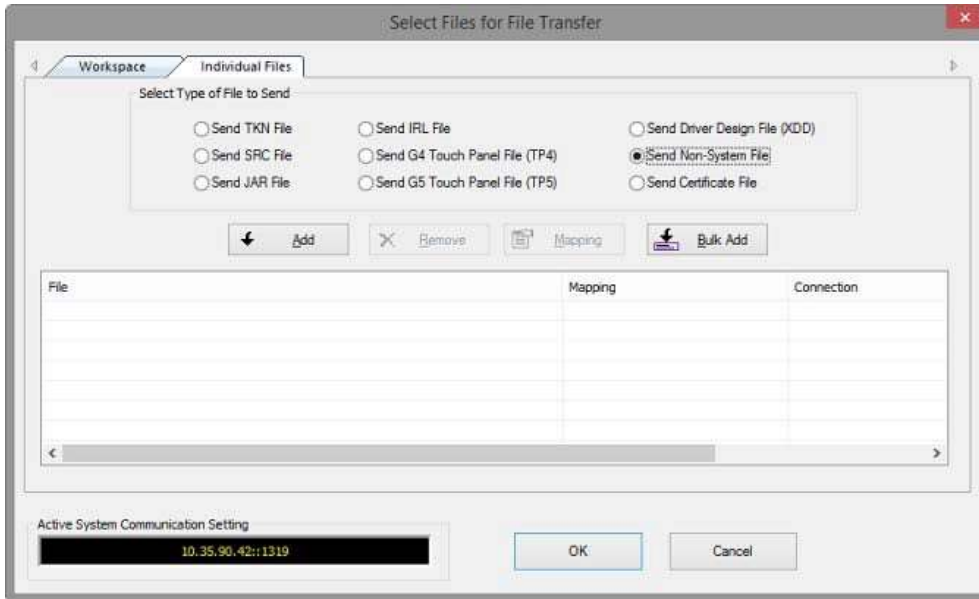 Select Files for File Transfer
Workspace
Individual Files
Select Type of File to Send
Send TKN File
Send IRL File
Send Driver Design File (XDD)
Send SRC File
Send G4 Touch Panel File (TP4)
Send Non-System File
Send JAR File
Send G5 Touch Panel File (TP5)
Send Certificate File
Add
Remove
Mapping
Bulk Add
File
Mapping
Connection
Active System Communication Setting
10.35.90.42::1319
OK
Cancel